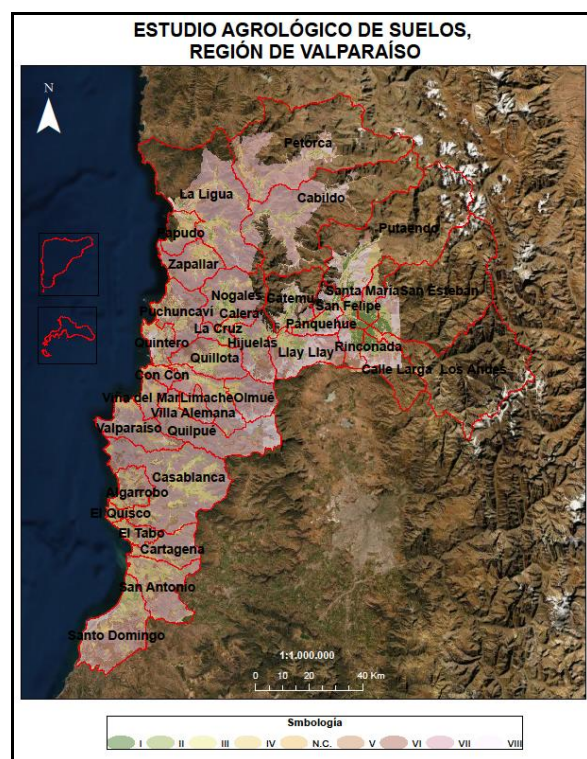 ESTUDIO AGROLÓGICO DE SUELOS,
REGIÓN DE VALPARAÍSO
N
Petorca
La Ligua
Cabildo
Papudo
Putaendo
Zapallar
Nogales
Catemu
Santa María
San Esteban
San Felipe
Puchuncaví
Calera
La Cruz
Panquehue
Quintero
Hijuelas
Quillota
Llay Llay
Rinconada
Con Con
Calle Larga
Los Andes
Viña del Mar
Limache
Olmué
Villa Alemana
Valparaíso
Quilpué
Casablanca
Algarrobo
El Quisco
El Tabo
Cartagena
San Antonio
Santo Domingo
1:1.000.000
0 10 20 40 Km
Smbología
I II III IV N.C. V VI VII VIII